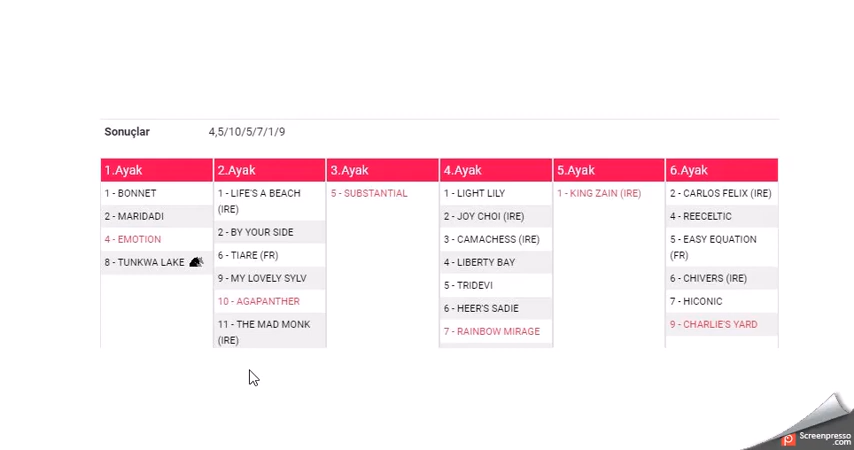 Sonuçlar 4,5/10/5/7/1/9
1.Ayak 2.Ayak 3.Ayak 4.Ayak 5.Ayak 6.Ayak
1 - BONNET
2 - MARIDADI
4 - EMOTION
8 - TUNKWA LAKE
1 - LIFE'S A BEACH
(IRE)
2 - BY YOUR SIDE
6 - TIARE (FR)
9 - MY LOVELY SYLV
10 - AGAPANTHER
11 - THE MAD MONK
(IRE)
5 - SUBSTANTIAL
1 - LIGHT LILY
2 - JOY CHOI (IRE)
3 - CAMACHESS (IRE)
4 - LIBERTY BAY
5 - TRIDEVI
6 - HEER'S SADIE
7 - RAINBOW MIRAGE
1 - KING ZAIN (IRE)
2 - CARLOS FELIX (IRE)
4 - REECELTIC
5 - EASY EQUATION
(FR)
6 - CHIVERS (IRE)
7 - HICONIC
9 - CHARLIE'S YARD
Screenpresso
.com